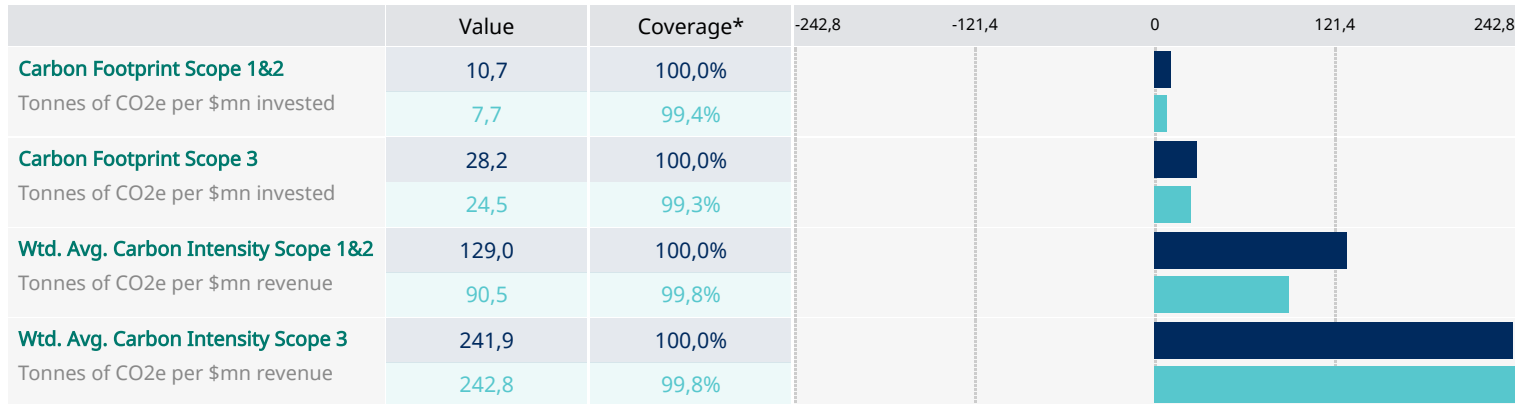 Value Coverage* -242,8 -121,4 0 121,4 242,8
Carbon Footprint Scope 1&2 10,7 100,0%
Tonnes of CO2e per $mn invested 7,7 99,4%
Carbon Footprint Scope 3 28,2 100,0%
Tonnes of CO2e per $mn invested 24,5 99,3%
Wtd. Avg. Carbon Intensity Scope 1&2 129,0 100,0%
Tonnes of CO2e per $mn revenue 90,5 99,8%
Wtd. Avg. Carbon Intensity Scope 3 241,9 100,0%
Tonnes of CO2e per $mn revenue 242,8 99,8%